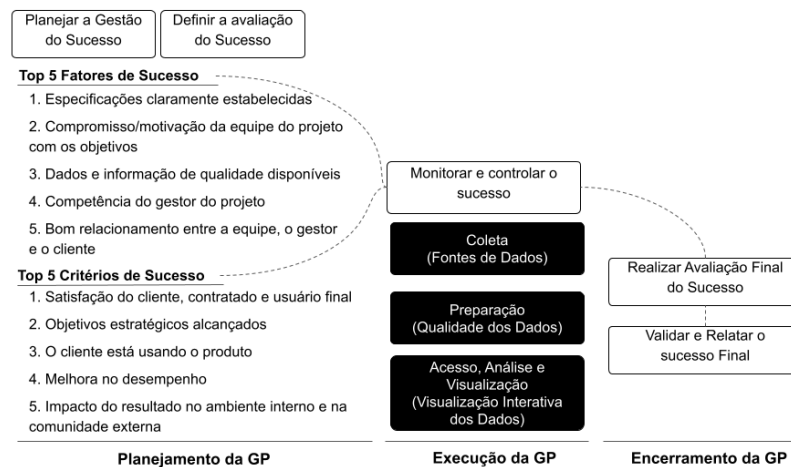 Planejar a Gestão
do Sucesso
Definir a avaliação
do Sucesso
Top 5 Fatores de Sucesso
1. Especificações claramente estabelecidas
2. Compromisso/motivação da equipe do projeto
com os objetivos
3. Dados e informação de qualidade disponíveis
4. Competência do gestor do projeto
5. Bom relacionamento entre a equipe, o gestor
e o cliente
Top 5 Critérios de Sucesso
1. Satisfação do cliente, contratado e usuário final
2. Objetivos estratégicos alcançados
3. O cliente está usando o produto
4. Melhora no desempenho
5. Impacto do resultado no ambiente interno e na
comunidade externa
Planejamento da GP
Monitorar e controlar o
sucesso
Coleta
(Fontes de Dados)
Preparação
(Qualidade dos Dados)
Acesso, Análise e
Visualização
(Visualização Interativa
dos Dados)
Execução da GP
Realizar Avaliação Final
do Sucesso
Validar e Relatar o
sucesso Final
Encerramento da GP